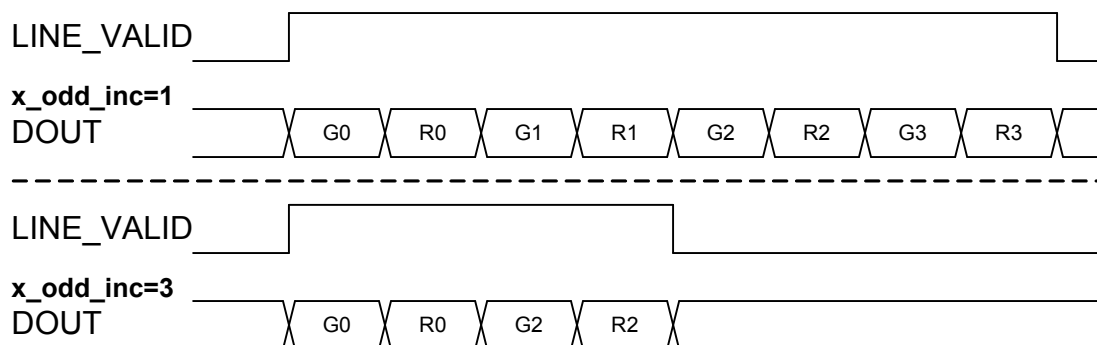 LINE_VALID
x_odd_inc=1
DOUT G0 R0 G1 R1 G2 R2 G3 R3
LINE_VALID
x_odd_inc=3
DOUT G0 R0 G2 R2